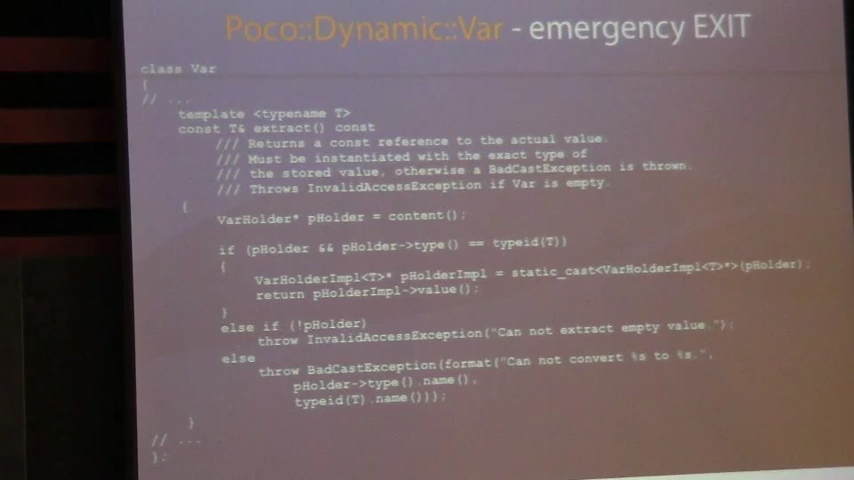 Poco::Dynamic::Var - emergency EXIT
class Var
{
// ...
template <typename T>
const T& extract() const
/// Returns a const reference to the actual value.
/// Must be instantiated with the exact type of
/// the stored value, otherwise a BadCastException is thrown.
/// Throws InvalidAccessException if Var is empty.
{
VarHolder* pHolder = content();
if (pHolder && pHolder->type() == typeid(T))
{
VarHolderImpl<T>* pHolderImpl = static_cast<VarHolderImpl<T>*>(pHolder);
return pHolderImpl->value();
}
else if (!pHolder)
throw InvalidAccessException("Can not extract empty value.");
else
throw BadCastException(format("Can not convert %s to %s.",
pHolder->type().name(),
typeid(T).name()));
}
// ...
};